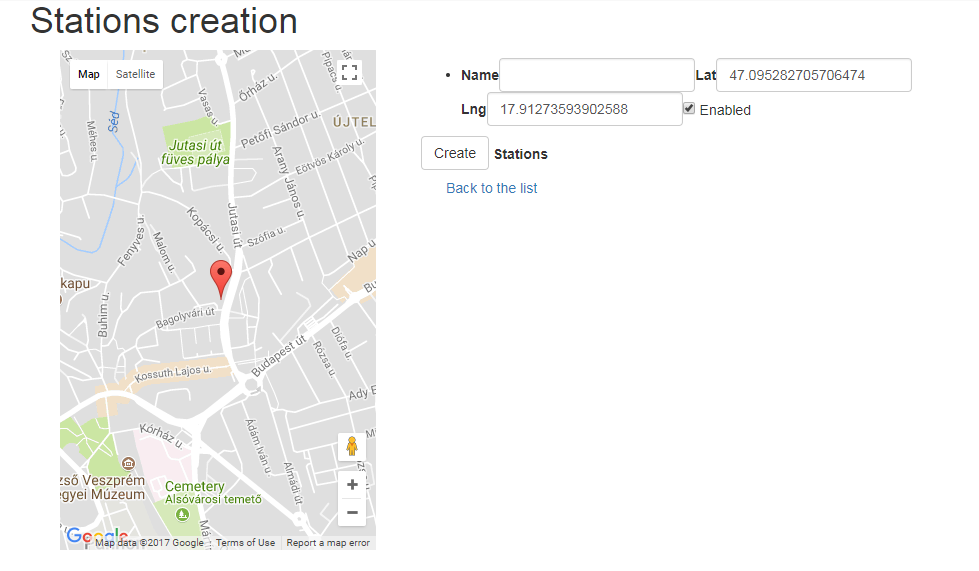 Stations creation
Map Satellite
Name
Lat 47.095282705706474
Lng 17.91273593902588
Enabled
Create Stations
Back to the list
Séd
Méhes u.
Vasas u.
Őrház u.
Pipacs
Petőfi Sándor u.
ÚJTEL
Jutasi út
füves pálya
Arany János u.
Eötvös Károly u.
Kopácsi u.
Jutasi út
Fenyves u.
Malom u.
Szófia u.
Nap u
kapu
Buhim u.
Bagolyvári út
Bu
Budapest út
Diófa u.
Rózsa u.
Kossuth Lajos u.
Ady E
Kórház u.
Ádám Iván u.
Almádi út
zső Veszprém
egyei Múzeum
Cemetery
Alsóvárosi temető
Már
Google
Map data ©2017 Google
Terms of Use
Report a map error